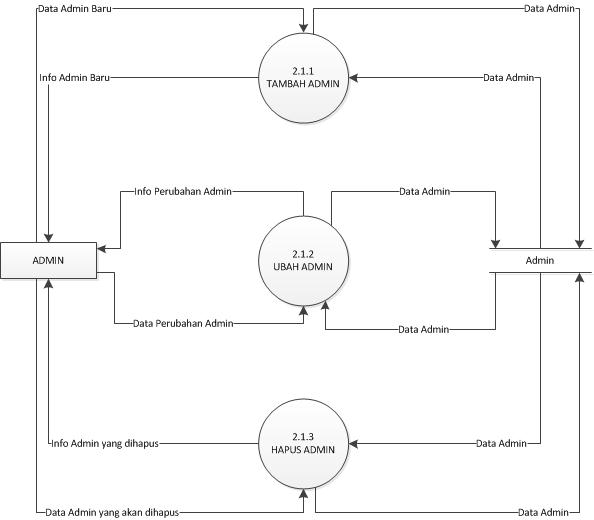 Data Admin Baru
Data Admin
2.1.1
TAMBAH ADMIN
Info Admin Baru
Data Admin
Info Perubahan Admin
Data Admin
2.1.2
UBAH ADMIN
ADMIN
Admin
Data Perubahan Admin
Data Admin
2.1.3
HAPUS ADMIN
Info Admin yang dihapus
Data Admin
Data Admin yang akan dihapus
Data Admin